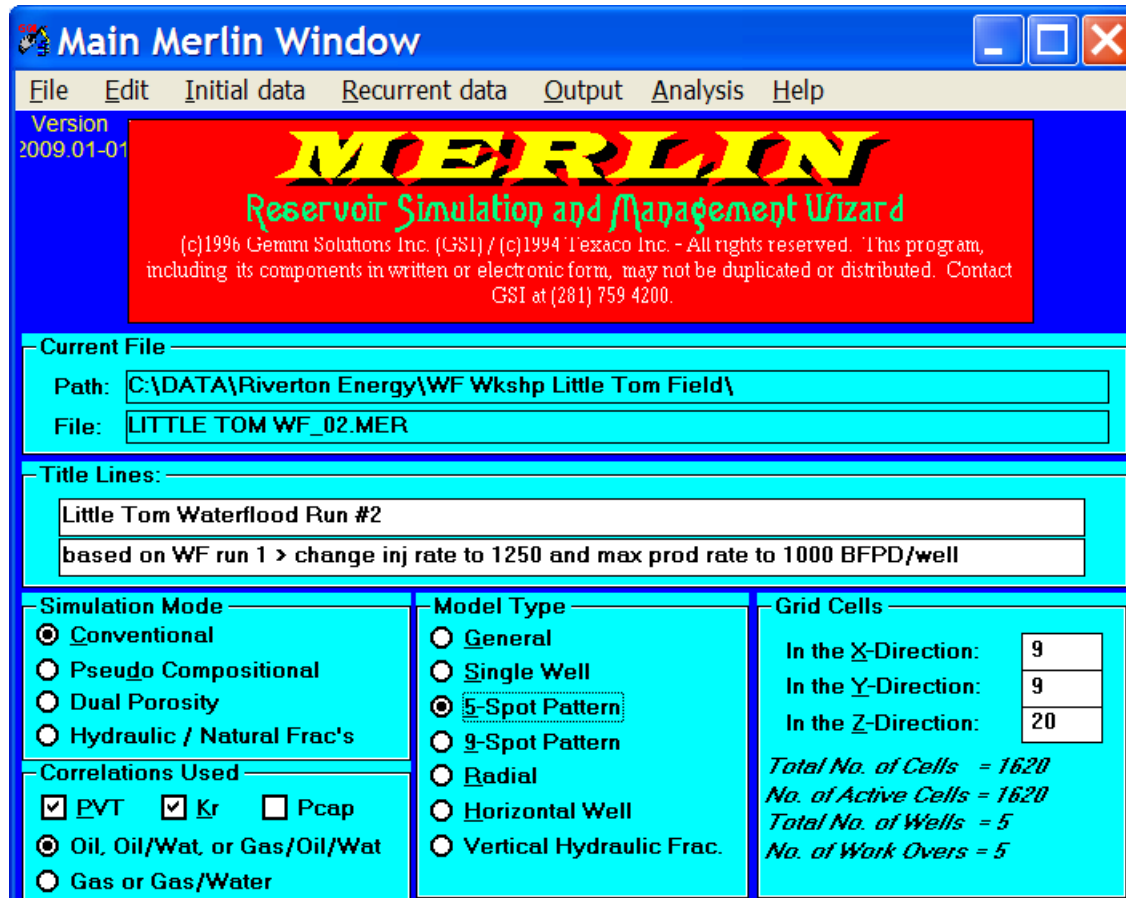 Main Merlin Window
File Edit Initial data Recurrent data Output Analysis Help
Version
2009.01-01
MERLIN
Reservoir Simulation and Management Wizard
(c)1996 Gemini Solutions Inc. (GSI) / (c)1994 Texaco Inc. - All rights reserved. This program,
including its components in written or electronic form, may not be duplicated or distributed. Contact
GSI at (281) 759 4200.
Current File
Path: C:\DATA\Riverton Energy\WF Wkshp Little Tom Field\
File: LITTLE TOM WF_02.MER
Title Lines:
Little Tom Waterflood Run #2
based on WF run 1 > change inj rate to 1250 and max prod rate to 1000 BFPD/well
Simulation Mode
Conventional
Pseudo Compositional
Dual Porosity
Hydraulic / Natural Frac's
Correlations Used
PVT Kr Pcap
Oil, Oil/Wat, or Gas/Oil/Wat
Gas or Gas/Water
Model Type
General
Single Well
5-Spot Pattern
9-Spot Pattern
Radial
Horizontal Well
Vertical Hydraulic Frac.
Grid Cells
In the X-Direction: 9
In the Y-Direction: 9
In the Z-Direction: 20
Total No. of Cells = 1620
No. of Active Cells = 1620
Total No. of Wells = 5
No. of Work Overs = 5